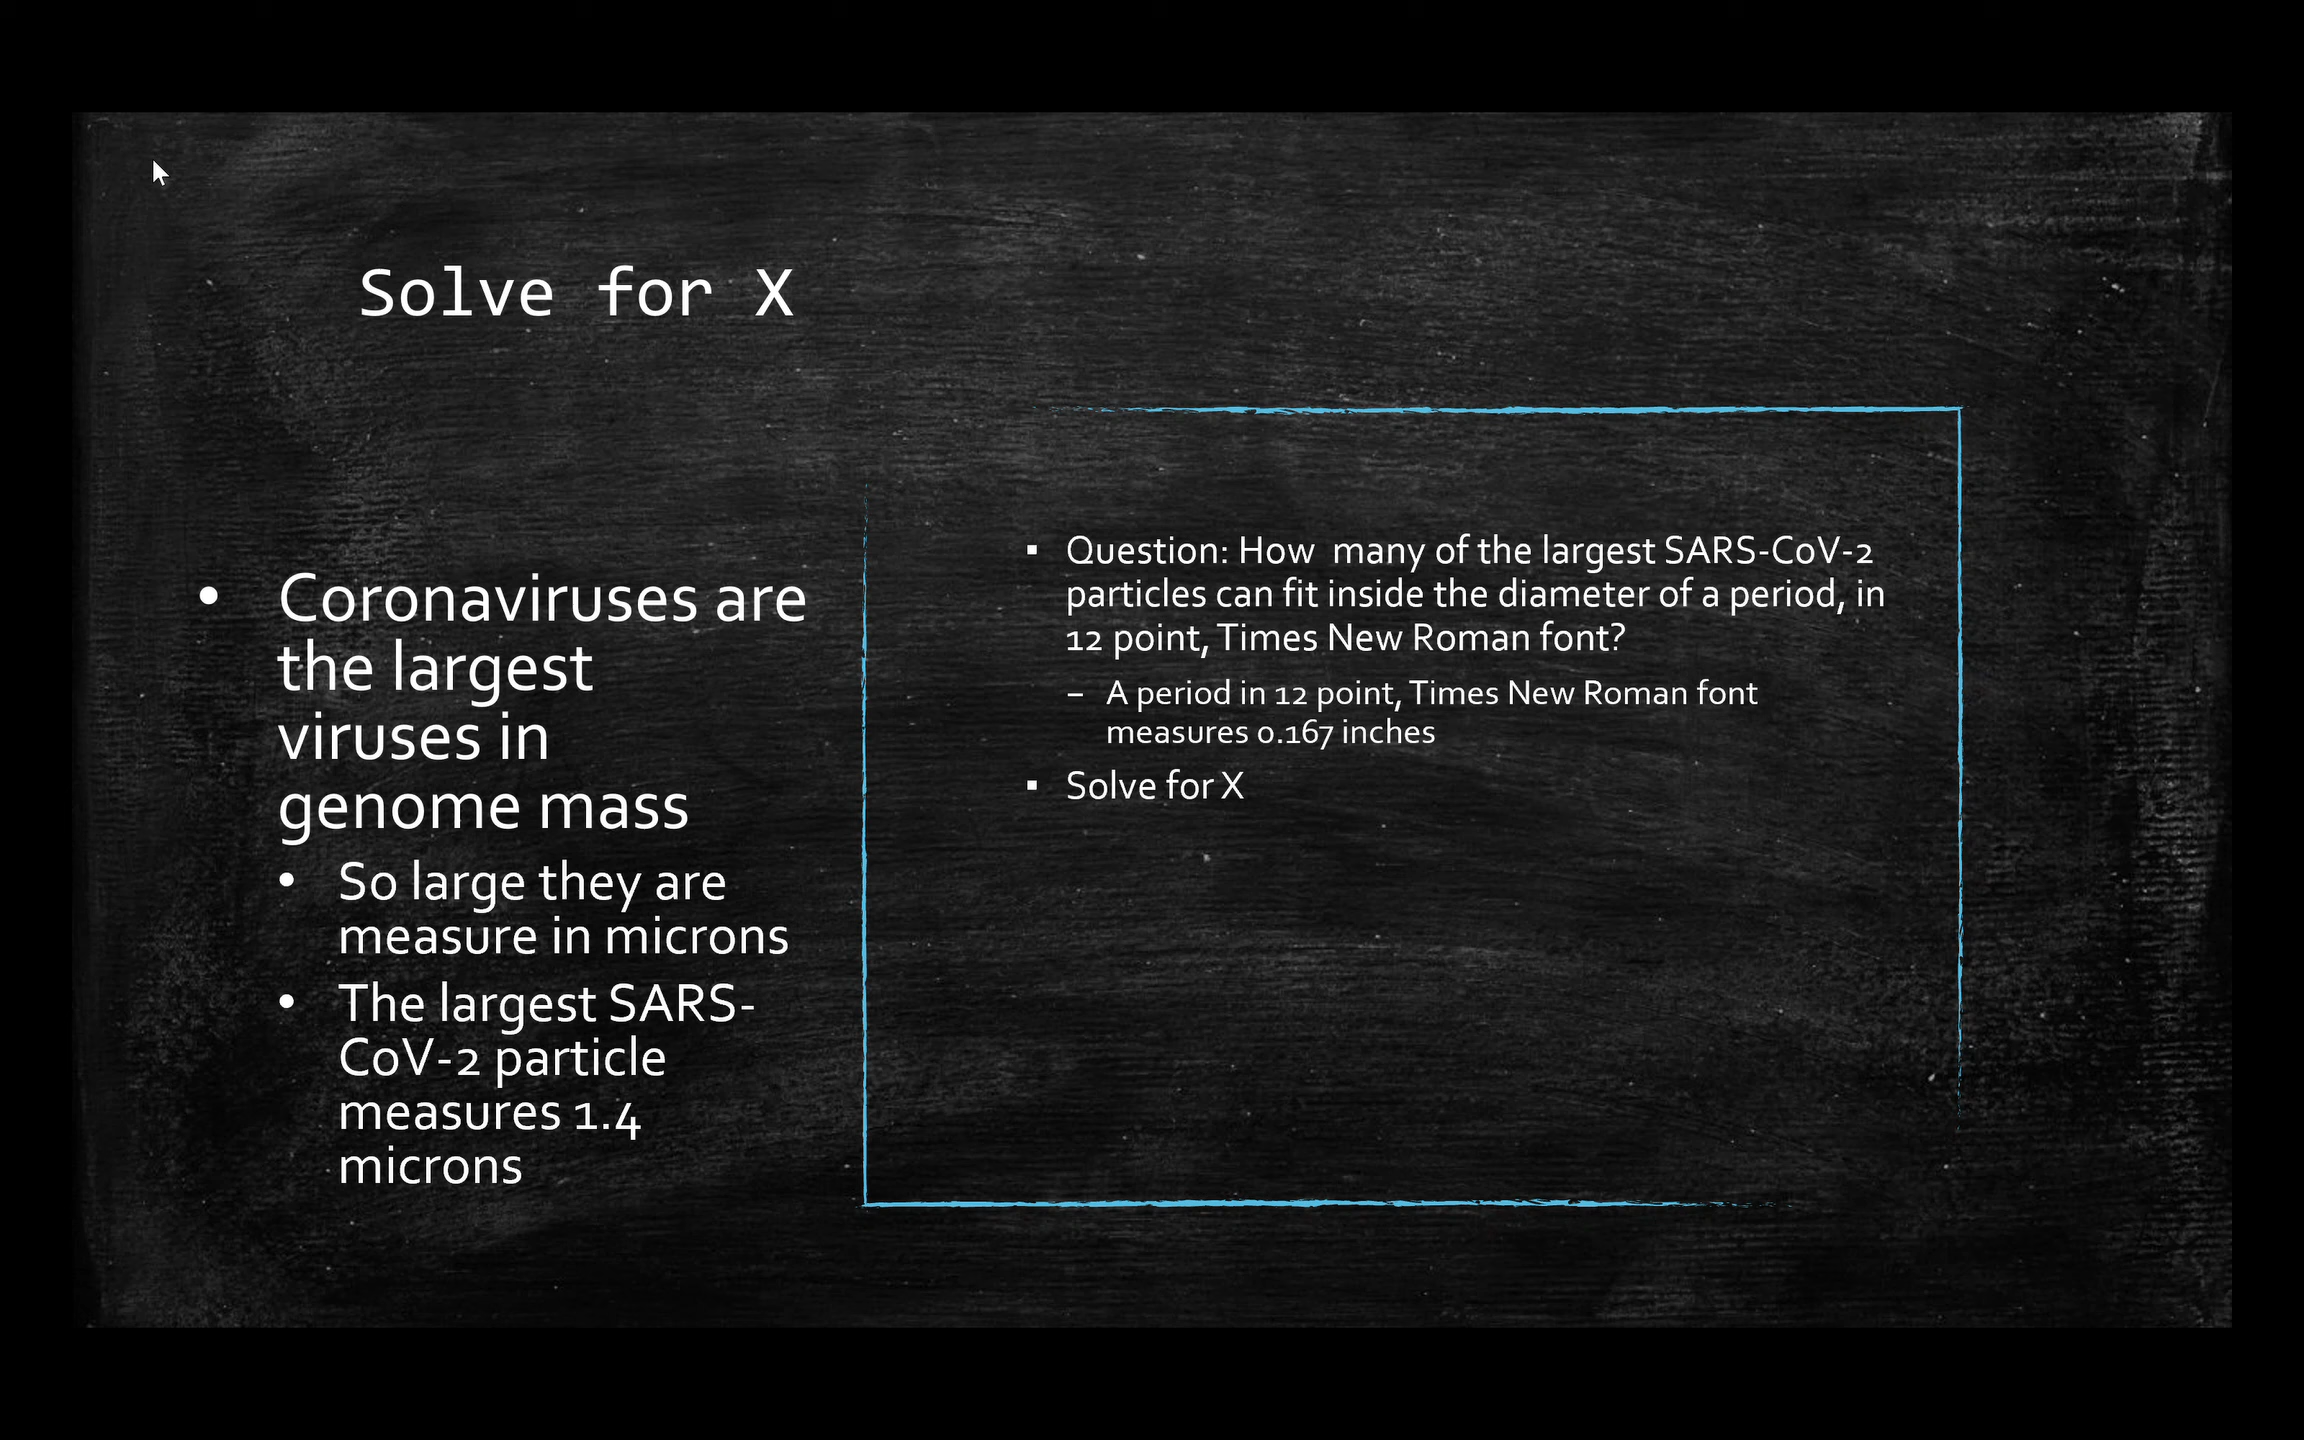 Solve for X
• Coronaviruses are
the largest
viruses in
genome mass
• So large they are
measure in microns
• The largest SARS-
CoV-2 particle
measures 1.4
microns
▪ Question: How  many of the largest SARS-CoV-2
particles can fit inside the diameter of a period, in
12 point, Times New Roman font?
– A period in 12 point, Times New Roman font
measures 0.167 inches
▪ Solve for X